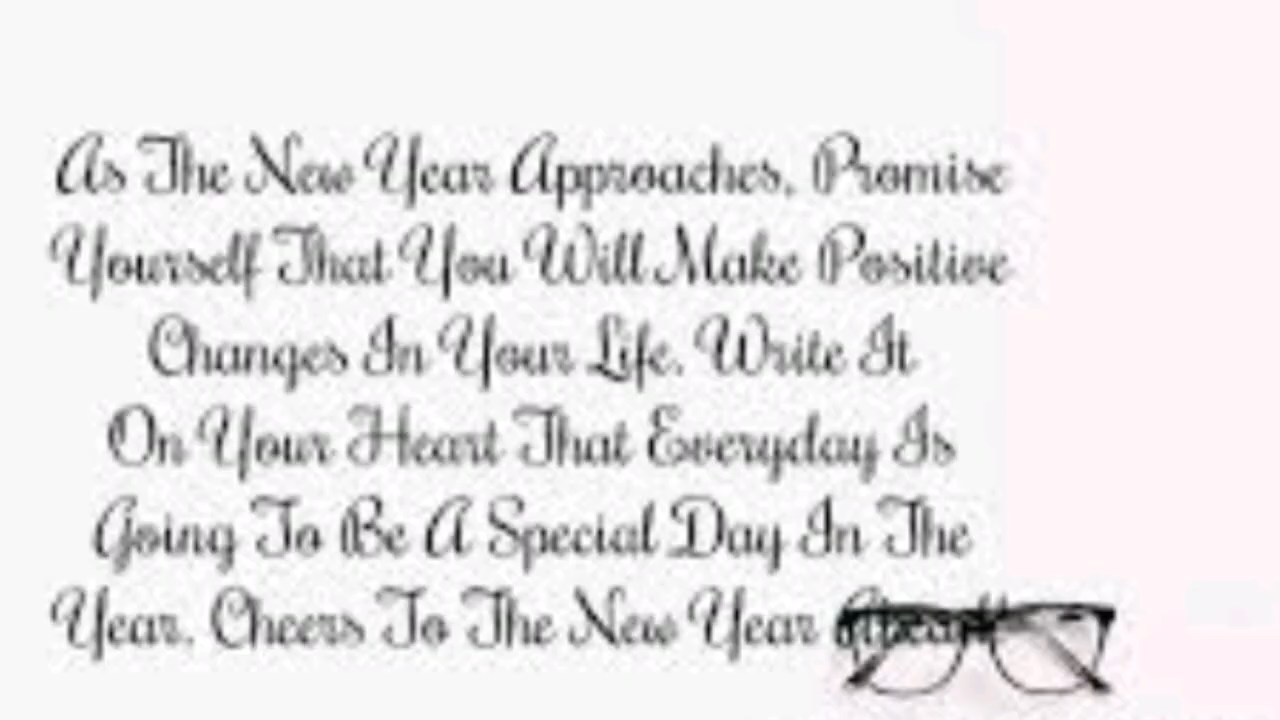 As The New Year Approaches, Promise
Yourself That You Will Make Positive
Changes In Your Life. Write It
On Your Heart That Everyday Is
Going To Be A Special Day In The
Year. Cheers To The New Year